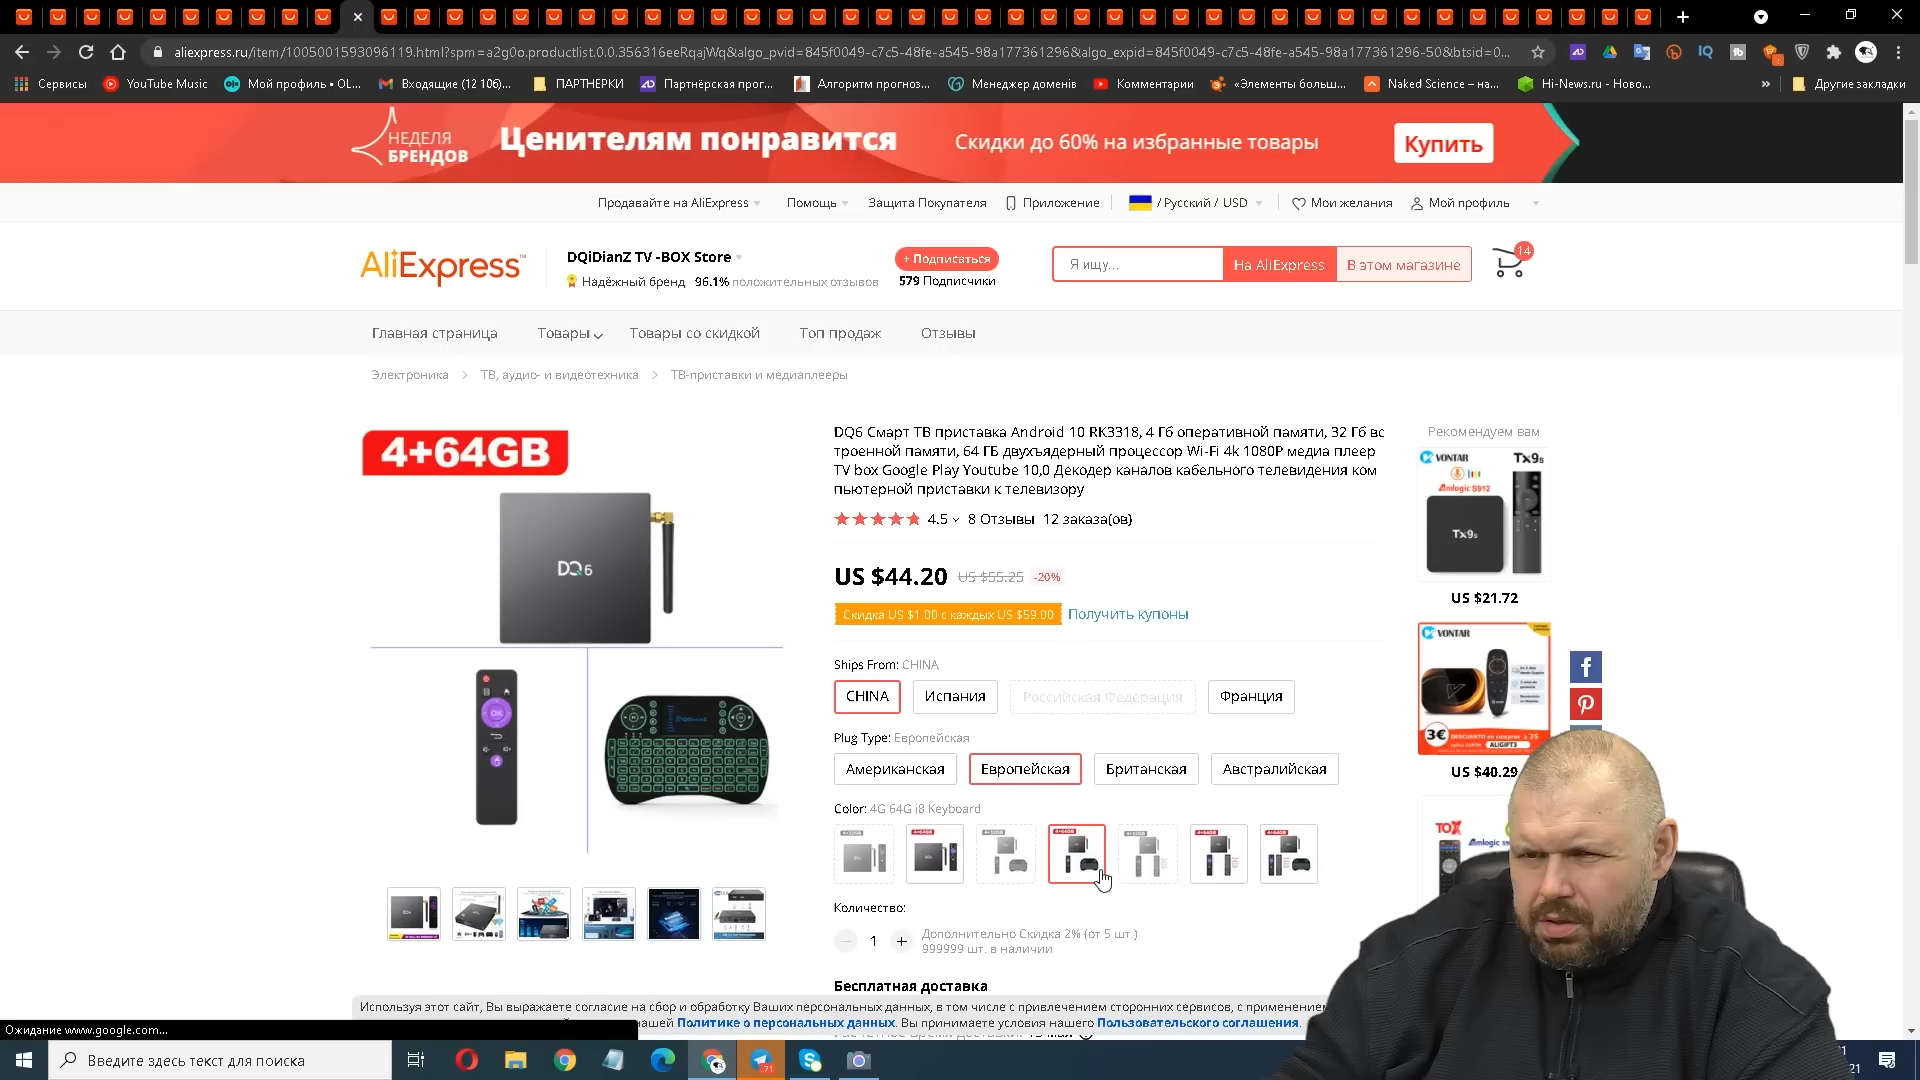 aliexpress.ru/item/1005001593096119.html?spm=a2g0o.productlist.0.0.356316eeRqajWq&algo_pvid=845f0049-c7c5-48fe-a545-98a177361296&algo_expid=845f0049-c7c5-48fe-a545-98a177361296-50&btsid=0...
Сервисы YouTube Music Мой профиль • OL... Входящие (12 106)... ПАРТНЕРКИ Партнёрская прог... Алгоритм прогноз... Менеджер доменів Комментарии «Элементы больш... Naked Science – на... Hi-News.ru - Ново... » Другие закладки
НЕДЕЛЯ
БРЕНДОВ
Ценителям понравится
Скидки до 60% на избранные товары
Купить
Продавайте на AliExpress Помощь Защита Покупателя Приложение / Русский / USD Мои желания Мой профиль
AliExpress™
DQiDianZ TV -BOX Store
Надёжный бренд 96.1% положительных отзывов
+ Подписаться
579 Подписчики
Я ищу... На AliExpress В этом магазине
14
Главная страница Товары Товары со скидкой Топ продаж Отзывы
Электроника > ТВ, аудио- и видеотехника > ТВ-приставки и медиаплееры
4+64GB
DQ6
OK
DQ6 Смарт ТВ приставка Android 10 RK3318, 4 Гб оперативной памяти, 32 Гб вс
троенной памяти, 64 ГБ двухъядерный процессор Wi-Fi 4k 1080P медиа плеер
TV box Google Play Youtube 10,0 Декодер каналов кабельного телевидения ком
пьютерной приставки к телевизору
4.5 8 Отзывы 12 заказа(ов)
US $44.20 US $55.25 -20%
Скидка US $1.00 с каждых US $59.00 Получить купоны
Ships From: CHINA
CHINA Испания Российская Федерация Франция
Plug Type: Европейская
Американская Европейская Британская Австралийская
Color: 4G 64G i8 Keyboard
Количество:
1
Дополнительно Скидка 2% (от 5 шт.)
999999 шт. в наличии
Бесплатная доставка
Рекомендуем вам
VONTAR Tx9s
Amlogic S912
Tx9s
US $21.72
VONTAR
3€
ALIGIFT3
US $40.29
TOX
Используя этот сайт, Вы выражаете согласие на сбор и обработку Ваших персональных данных, в том числе с привлечением сторонних сервисов, с применением
нашей Политике о персональных данных. Вы принимаете условия нашего Пользовательского соглашения.
Ожидание www.google.com...
Введите здесь текст для поиска